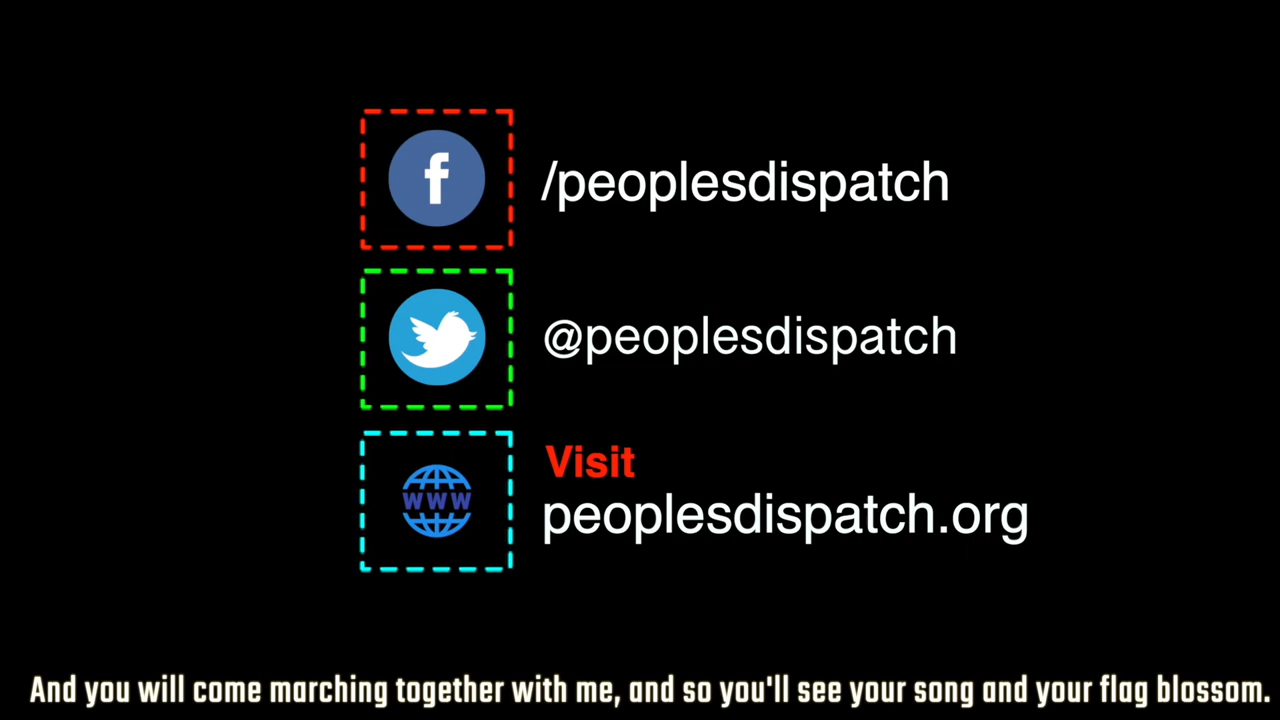 f
/peoplesdispatch
@peoplesdispatch
Visit
WWW
peoplesdispatch.org
And you will come marching together with me, and so you'll see your song and your flag blossom.